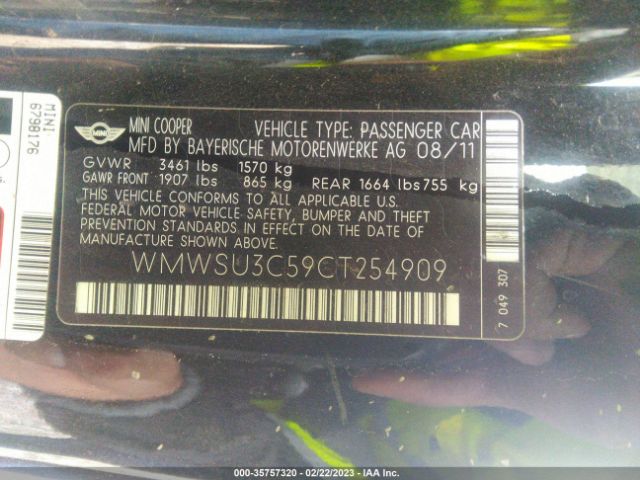 MINI
6798176
MINI
MINI COOPER VEHICLE TYPE: PASSENGER CAR
MFD BY BAYERISCHE MOTORENWERKE AG 08/11
GVWR 3461 lbs 1570 kg
GAWR FRONT 1907 lbs 865 kg REAR 1664 lbs 755 kg
THIS VEHICLE CONFORMS TO ALL APPLICABLE U.S.
FEDERAL MOTOR VEHICLE SAFETY, BUMPER AND THEFT
PREVENTION STANDARDS IN EFFECT ON THE DATE OF
MANUFACTURE SHOWN ABOVE.
WMWSU3C59CT254909
7 049 307
000-35757320 - 02/22/2023 - IAA Inc.